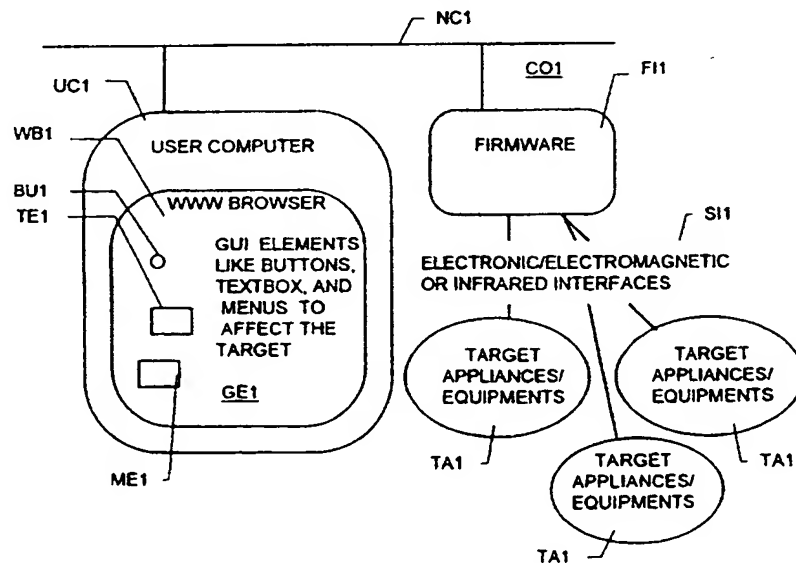 NC1
CO1
FI1
UC1
USER COMPUTER
FIRMWARE
WB1
WWW BROWSER
BU1
TE1
GUI ELEMENTS
LIKE BUTTONS,
TEXTBOX, AND
MENUS TO
AFFECT THE
TARGET
GE1
ME1
SI1
ELECTRONIC/ELECTROMAGNETIC
OR INFRARED INTERFACES
TARGET
APPLIANCES/
EQUIPMENTS
TA1
TARGET
APPLIANCES/
EQUIPMENTS
TA1
TARGET
APPLIANCES/
EQUIPMENTS
TA1